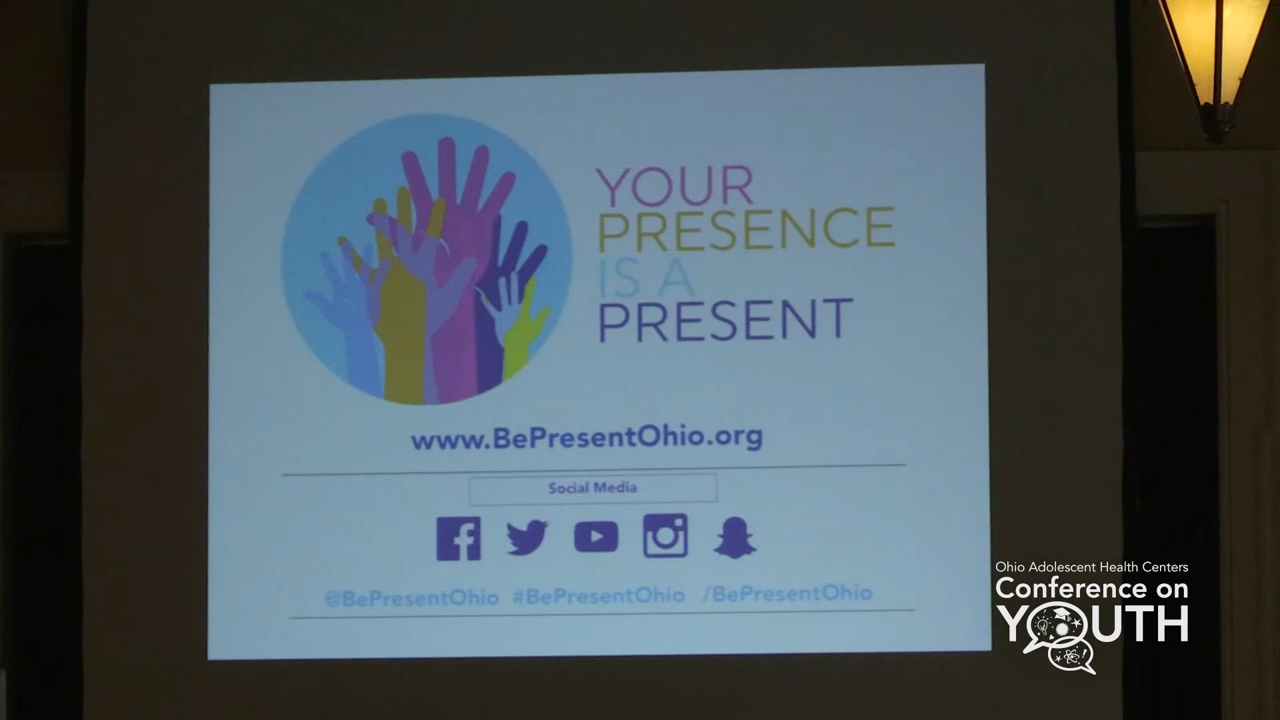 YOUR
PRESENCE
IS A
PRESENT
www.BePresentOhio.org
Social Media
@BePresentOhio #BePresentOhio /BePresentOhio
Ohio Adolescent Health Centers
Conference on
YOUTH